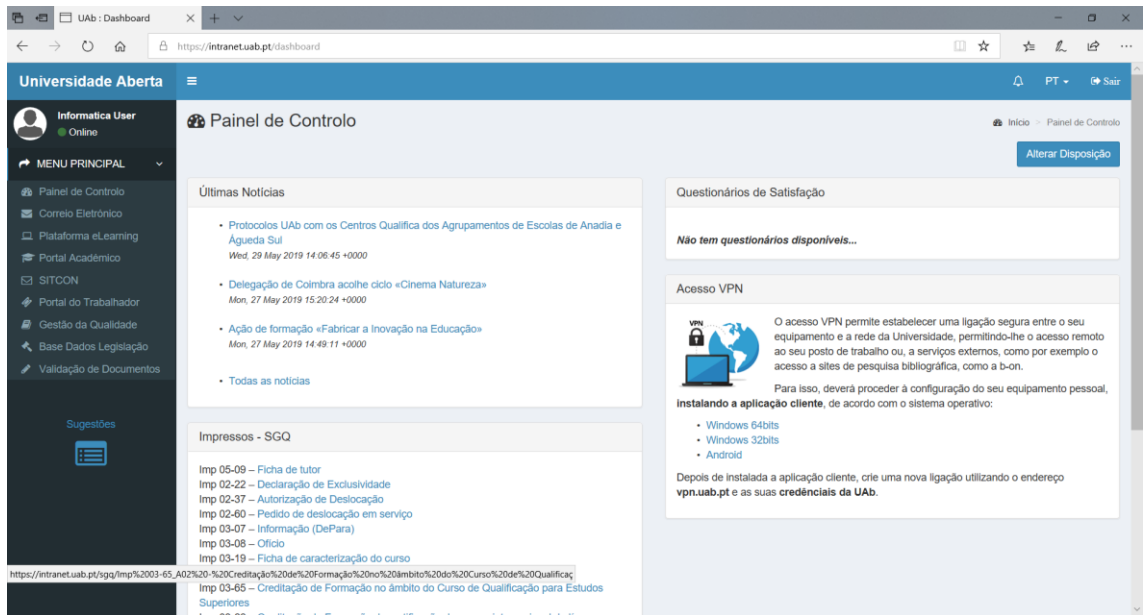 UAb : Dashboard
https://intranet.uab.pt/dashboard
Universidade Aberta
PT
Sair
Informatica User
Online
Painel de Controlo
Início > Painel de Controlo
Alterar Disposição
MENU PRINCIPAL
Painel de Controlo
Correio Eletrónico
Plataforma eLearning
Portal Académico
SITCON
Portal do Trabalhador
Gestão da Qualidade
Base Dados Legislação
Validação de Documentos
Sugestões
Últimas Notícias
Protocolos UAb com os Centros Qualifica dos Agrupamentos de Escolas de Anadia e
Águeda Sul
Wed, 29 May 2019 14:06:45 +0000
Delegação de Coimbra acolhe ciclo «Cinema Natureza»
Mon, 27 May 2019 15:20:24 +0000
Ação de formação «Fabricar a Inovação na Educação»
Mon, 27 May 2019 14:49:11 +0000
Todas as notícias
Impressos - SGQ
Imp 05-09 – Ficha de tutor
Imp 02-22 – Declaração de Exclusividade
Imp 02-37 – Autorização de Deslocação
Imp 02-60 – Pedido de deslocação em serviço
Imp 03-07 – Informação (DePara)
Imp 03-08 – Ofício
Imp 03-19 – Ficha de caracterização do curso
https://intranet.uab.pt/sgq/Imp%2003-65_A02%20-%20Creditação%20de%20Formação%20no%20âmbito%20do%20Curso%20de%20Qualificaç
Imp 03-65 – Creditação de Formação no âmbito do Curso de Qualificação para Estudos
Superiores
Questionários de Satisfação
Não tem questionários disponíveis...
Acesso VPN
VPN
O acesso VPN permite estabelecer uma ligação segura entre o seu
equipamento e a rede da Universidade, permitindo-lhe o acesso remoto
ao seu posto de trabalho ou, a serviços externos, como por exemplo o
acesso a sites de pesquisa bibliográfica, como a b-on.
Para isso, deverá proceder à configuração do seu equipamento pessoal,
instalando a aplicação cliente, de acordo com o sistema operativo:
Windows 64bits
Windows 32bits
Android
Depois de instalada a aplicação cliente, crie uma nova ligação utilizando o endereço
vpn.uab.pt e as suas credênciais da UAb.